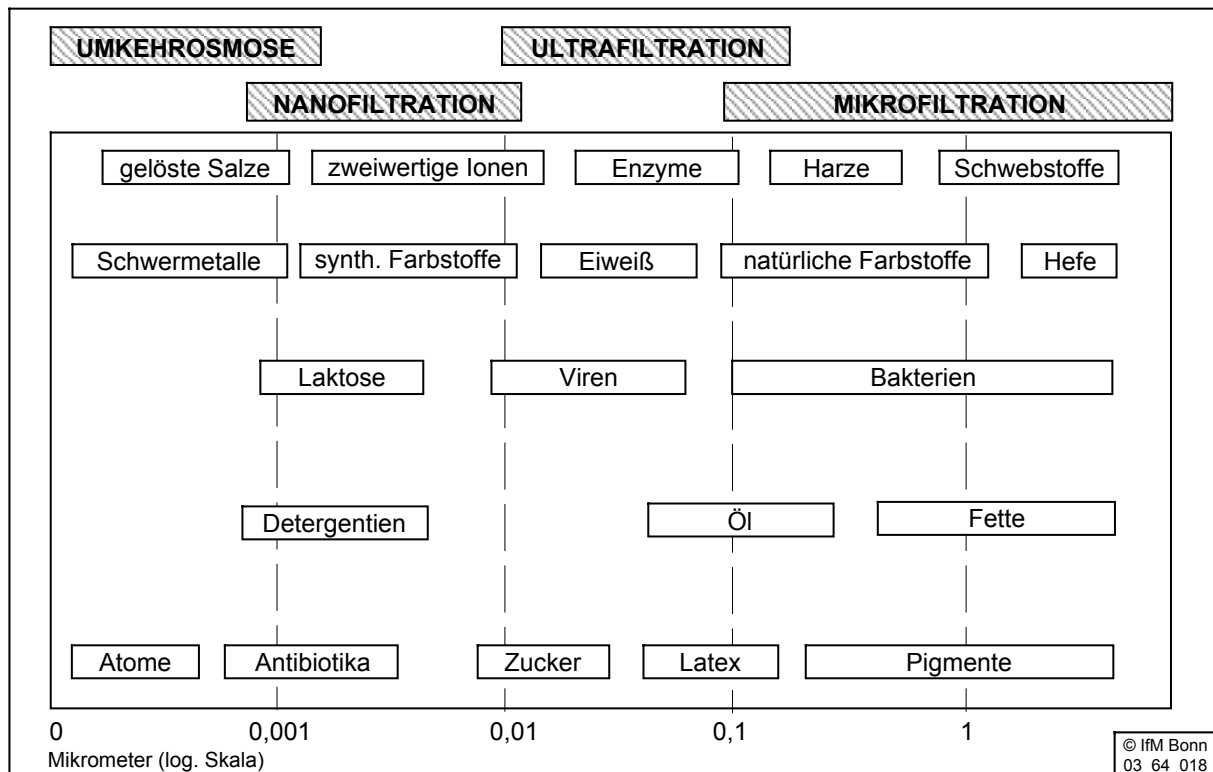 UMKEHROSMOSE ULTRAFILTRATION
NANOFILTRATION MIKROFILTRATION
gelöste Salze zweiwertige Ionen Enzyme Harze Schwebstoffe
Schwermetalle synth. Farbstoffe Eiweiß natürliche Farbstoffe Hefe
Laktose Viren Bakterien
Detergentien Öl Fette
Atome Antibiotika Zucker Latex Pigmente
0 0,001 0,01 0,1 1
Mikrometer (log. Skala)
© IfM Bonn
03 64 018